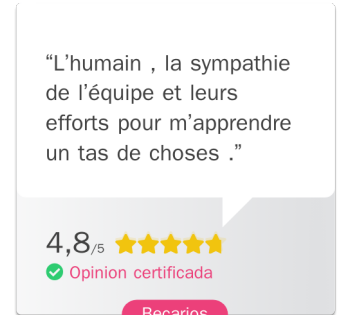 “L’humain , la sympathie
de l’équipe et leurs
efforts pour m’apprendre
un tas de choses .”
4,8/5
Opinion certificada
Becarios